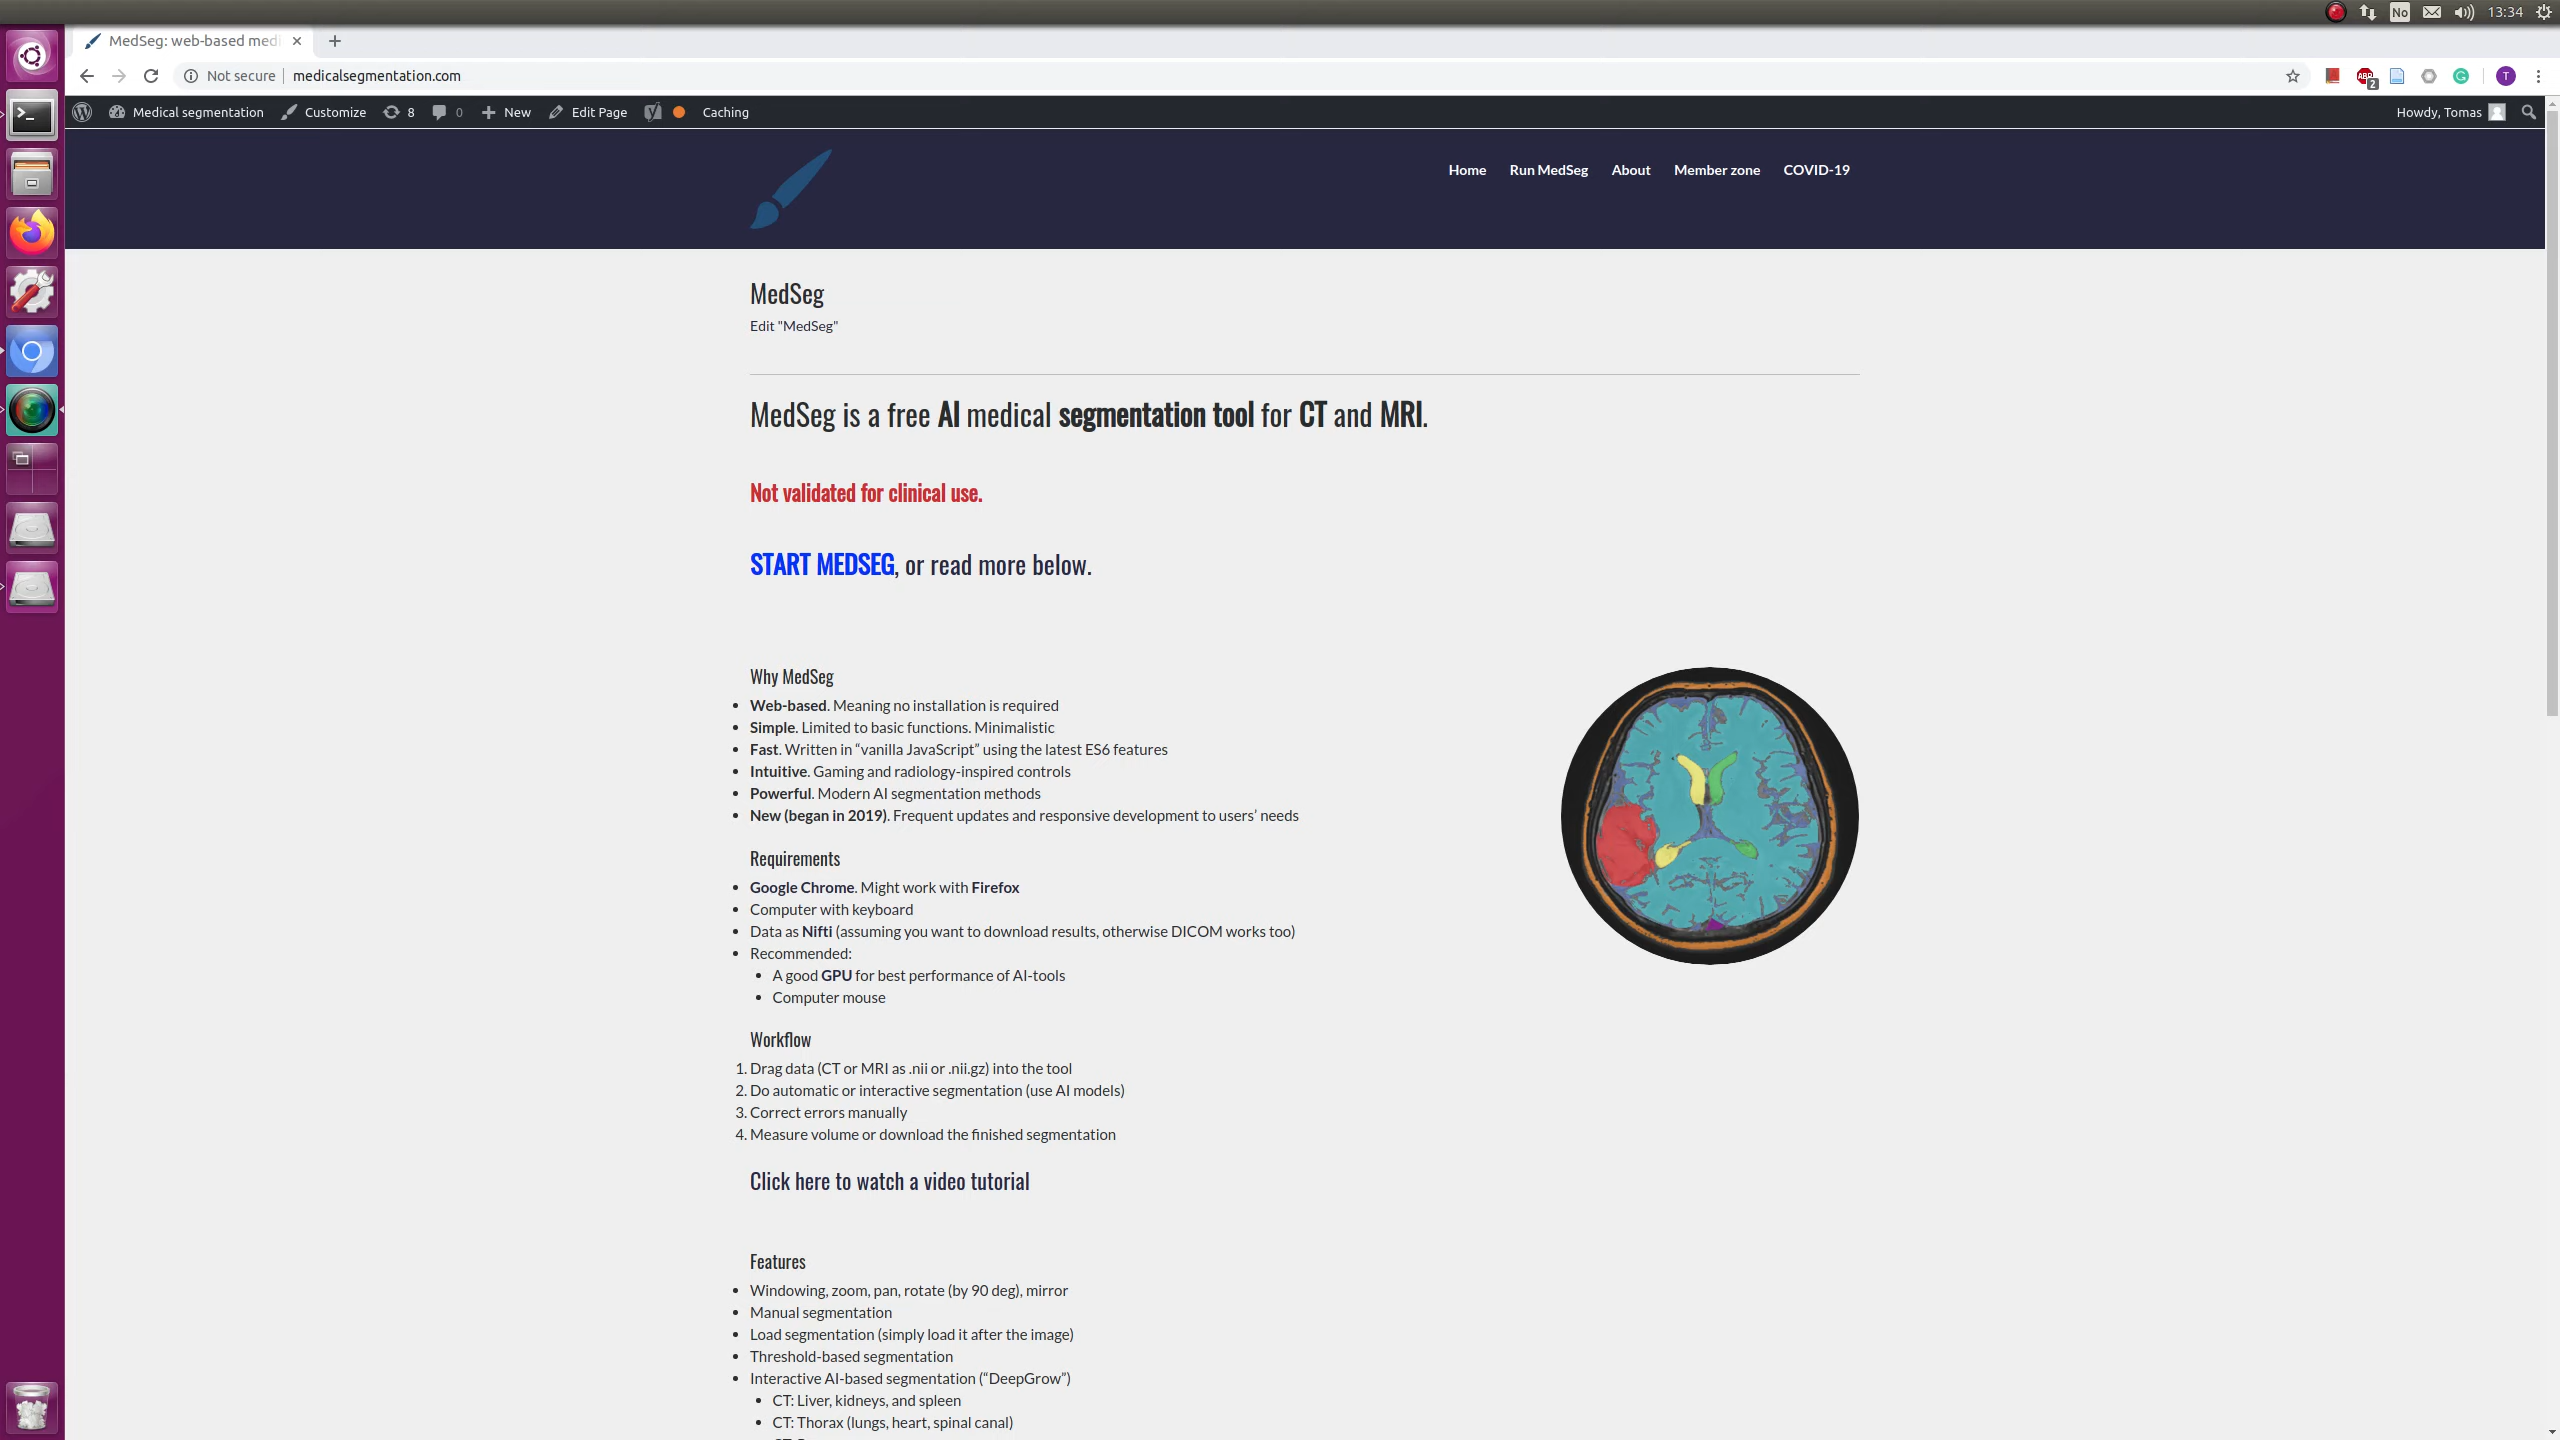 No
13:34
MedSeg: web-based med
Not secure
medicalsegmentation.com
ABP
2
T
Medical segmentation
Customize
8
0
New
Edit Page
Caching
Howdy, Tomas
Home
Run MedSeg
About
Member zone
COVID-19
MedSeg
Edit "MedSeg"
MedSeg is a free AI medical segmentation tool for CT and MRI.
Not validated for clinical use.
START MEDSEG, or read more below.
Why MedSeg
• Web-based. Meaning no installation is required
• Simple. Limited to basic functions. Minimalistic
• Fast. Written in “vanilla JavaScript” using the latest ES6 features
• Intuitive. Gaming and radiology-inspired controls
• Powerful. Modern AI segmentation methods
• New (began in 2019). Frequent updates and responsive development to users’ needs
Requirements
• Google Chrome. Might work with Firefox
• Computer with keyboard
• Data as Nifti (assuming you want to download results, otherwise DICOM works too)
• Recommended:
• A good GPU for best performance of AI-tools
• Computer mouse
Workflow
1. Drag data (CT or MRI as .nii or .nii.gz) into the tool
2. Do automatic or interactive segmentation (use AI models)
3. Correct errors manually
4. Measure volume or download the finished segmentation
Click here to watch a video tutorial
Features
• Windowing, zoom, pan, rotate (by 90 deg), mirror
• Manual segmentation
• Load segmentation (simply load it after the image)
• Threshold-based segmentation
• Interactive AI-based segmentation (“DeepGrow”)
• CT: Liver, kidneys, and spleen
• CT: Thorax (lungs, heart, spinal canal)